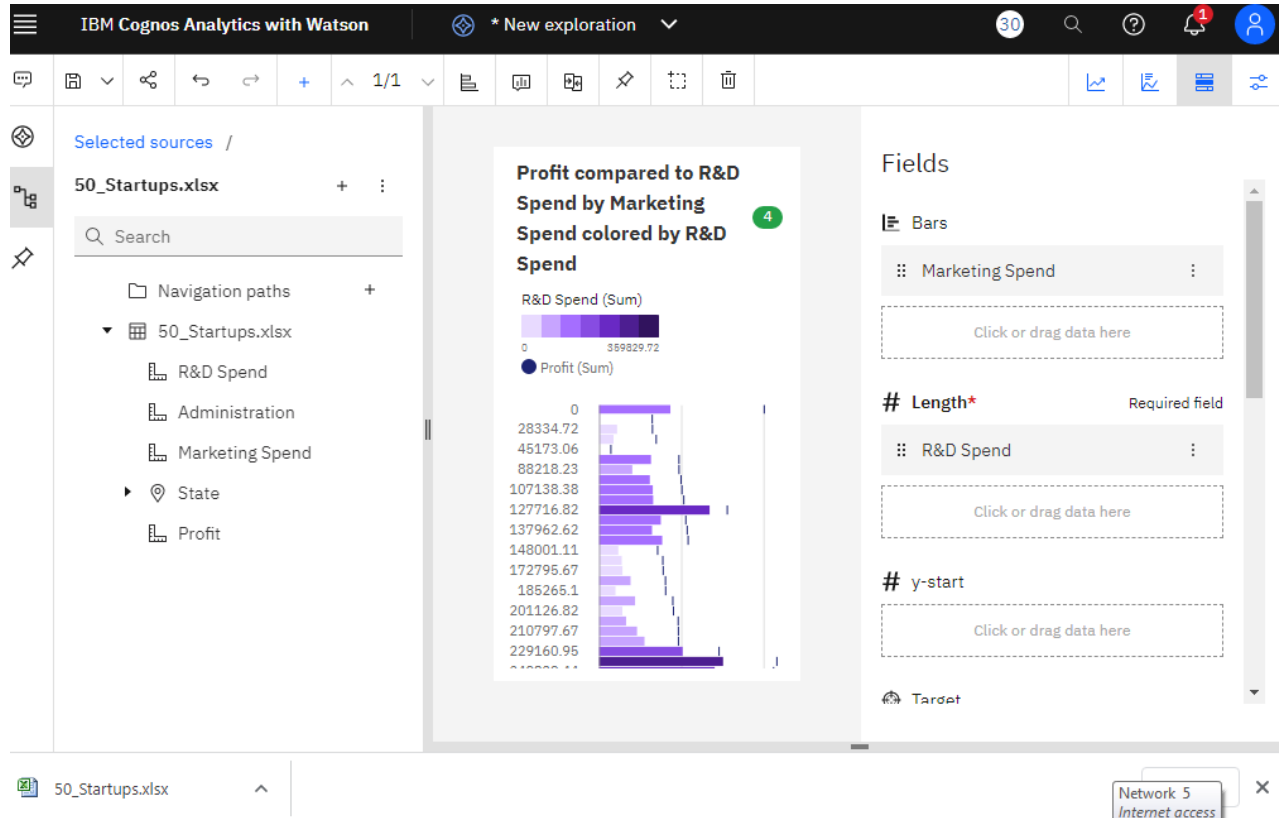 IBM Cognos Analytics with Watson
* New exploration
30
1
1/1
Selected sources /
50_Startups.xlsx
Search
Navigation paths
50_Startups.xlsx
R&D Spend
Administration
Marketing Spend
State
Profit
Profit compared to R&D
Spend by Marketing
Spend colored by R&D
Spend
4
R&D Spend (Sum)
0 359829.72
Profit (Sum)
0
28334.72
45173.06
88218.23
107138.38
127716.82
137962.62
148001.11
172795.67
185265.1
201126.82
210797.67
229160.95
Fields
Bars
Marketing Spend
Click or drag data here
# Length* Required field
R&D Spend
Click or drag data here
# y-start
Click or drag data here
Target
50_Startups.xlsx
Network 5
Internet access